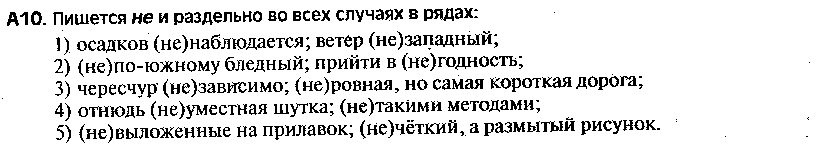 А10. Пишется не и раздельно во всех случаях в рядах:
1) осадков (не)наблюдается; ветер (не)западный;
2) (не)по-южному бледный; прийти в (не)годность;
3) чересчур (не)зависимо; (не)ровная, но самая короткая дорога;
4) отнюдь (не)уместная шутка; (не)такими методами;
5) (не)выложенные на прилавок; (не)чёткий, а размытый рисунок.